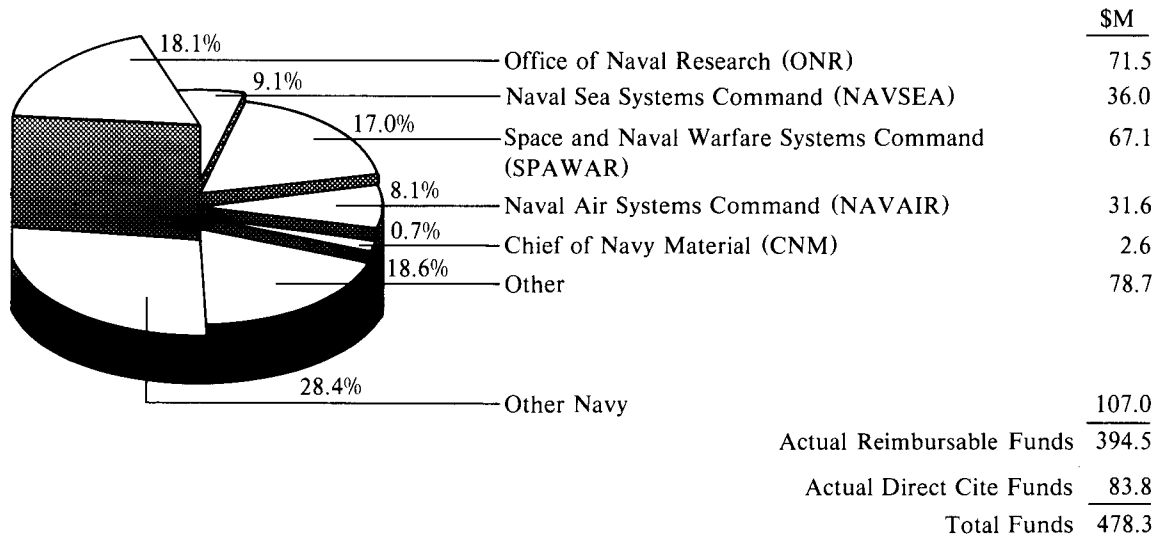 $M
18.1% Office of Naval Research (ONR) 71.5
9.1% Naval Sea Systems Command (NAVSEA) 36.0
17.0% Space and Naval Warfare Systems Command 67.1
(SPAWAR)
8.1% Naval Air Systems Command (NAVAIR) 31.6
0.7% Chief of Navy Material (CNM) 2.6
18.6% Other 78.7
28.4% Other Navy 107.0
Actual Reimbursable Funds 394.5
Actual Direct Cite Funds 83.8
Total Funds 478.3